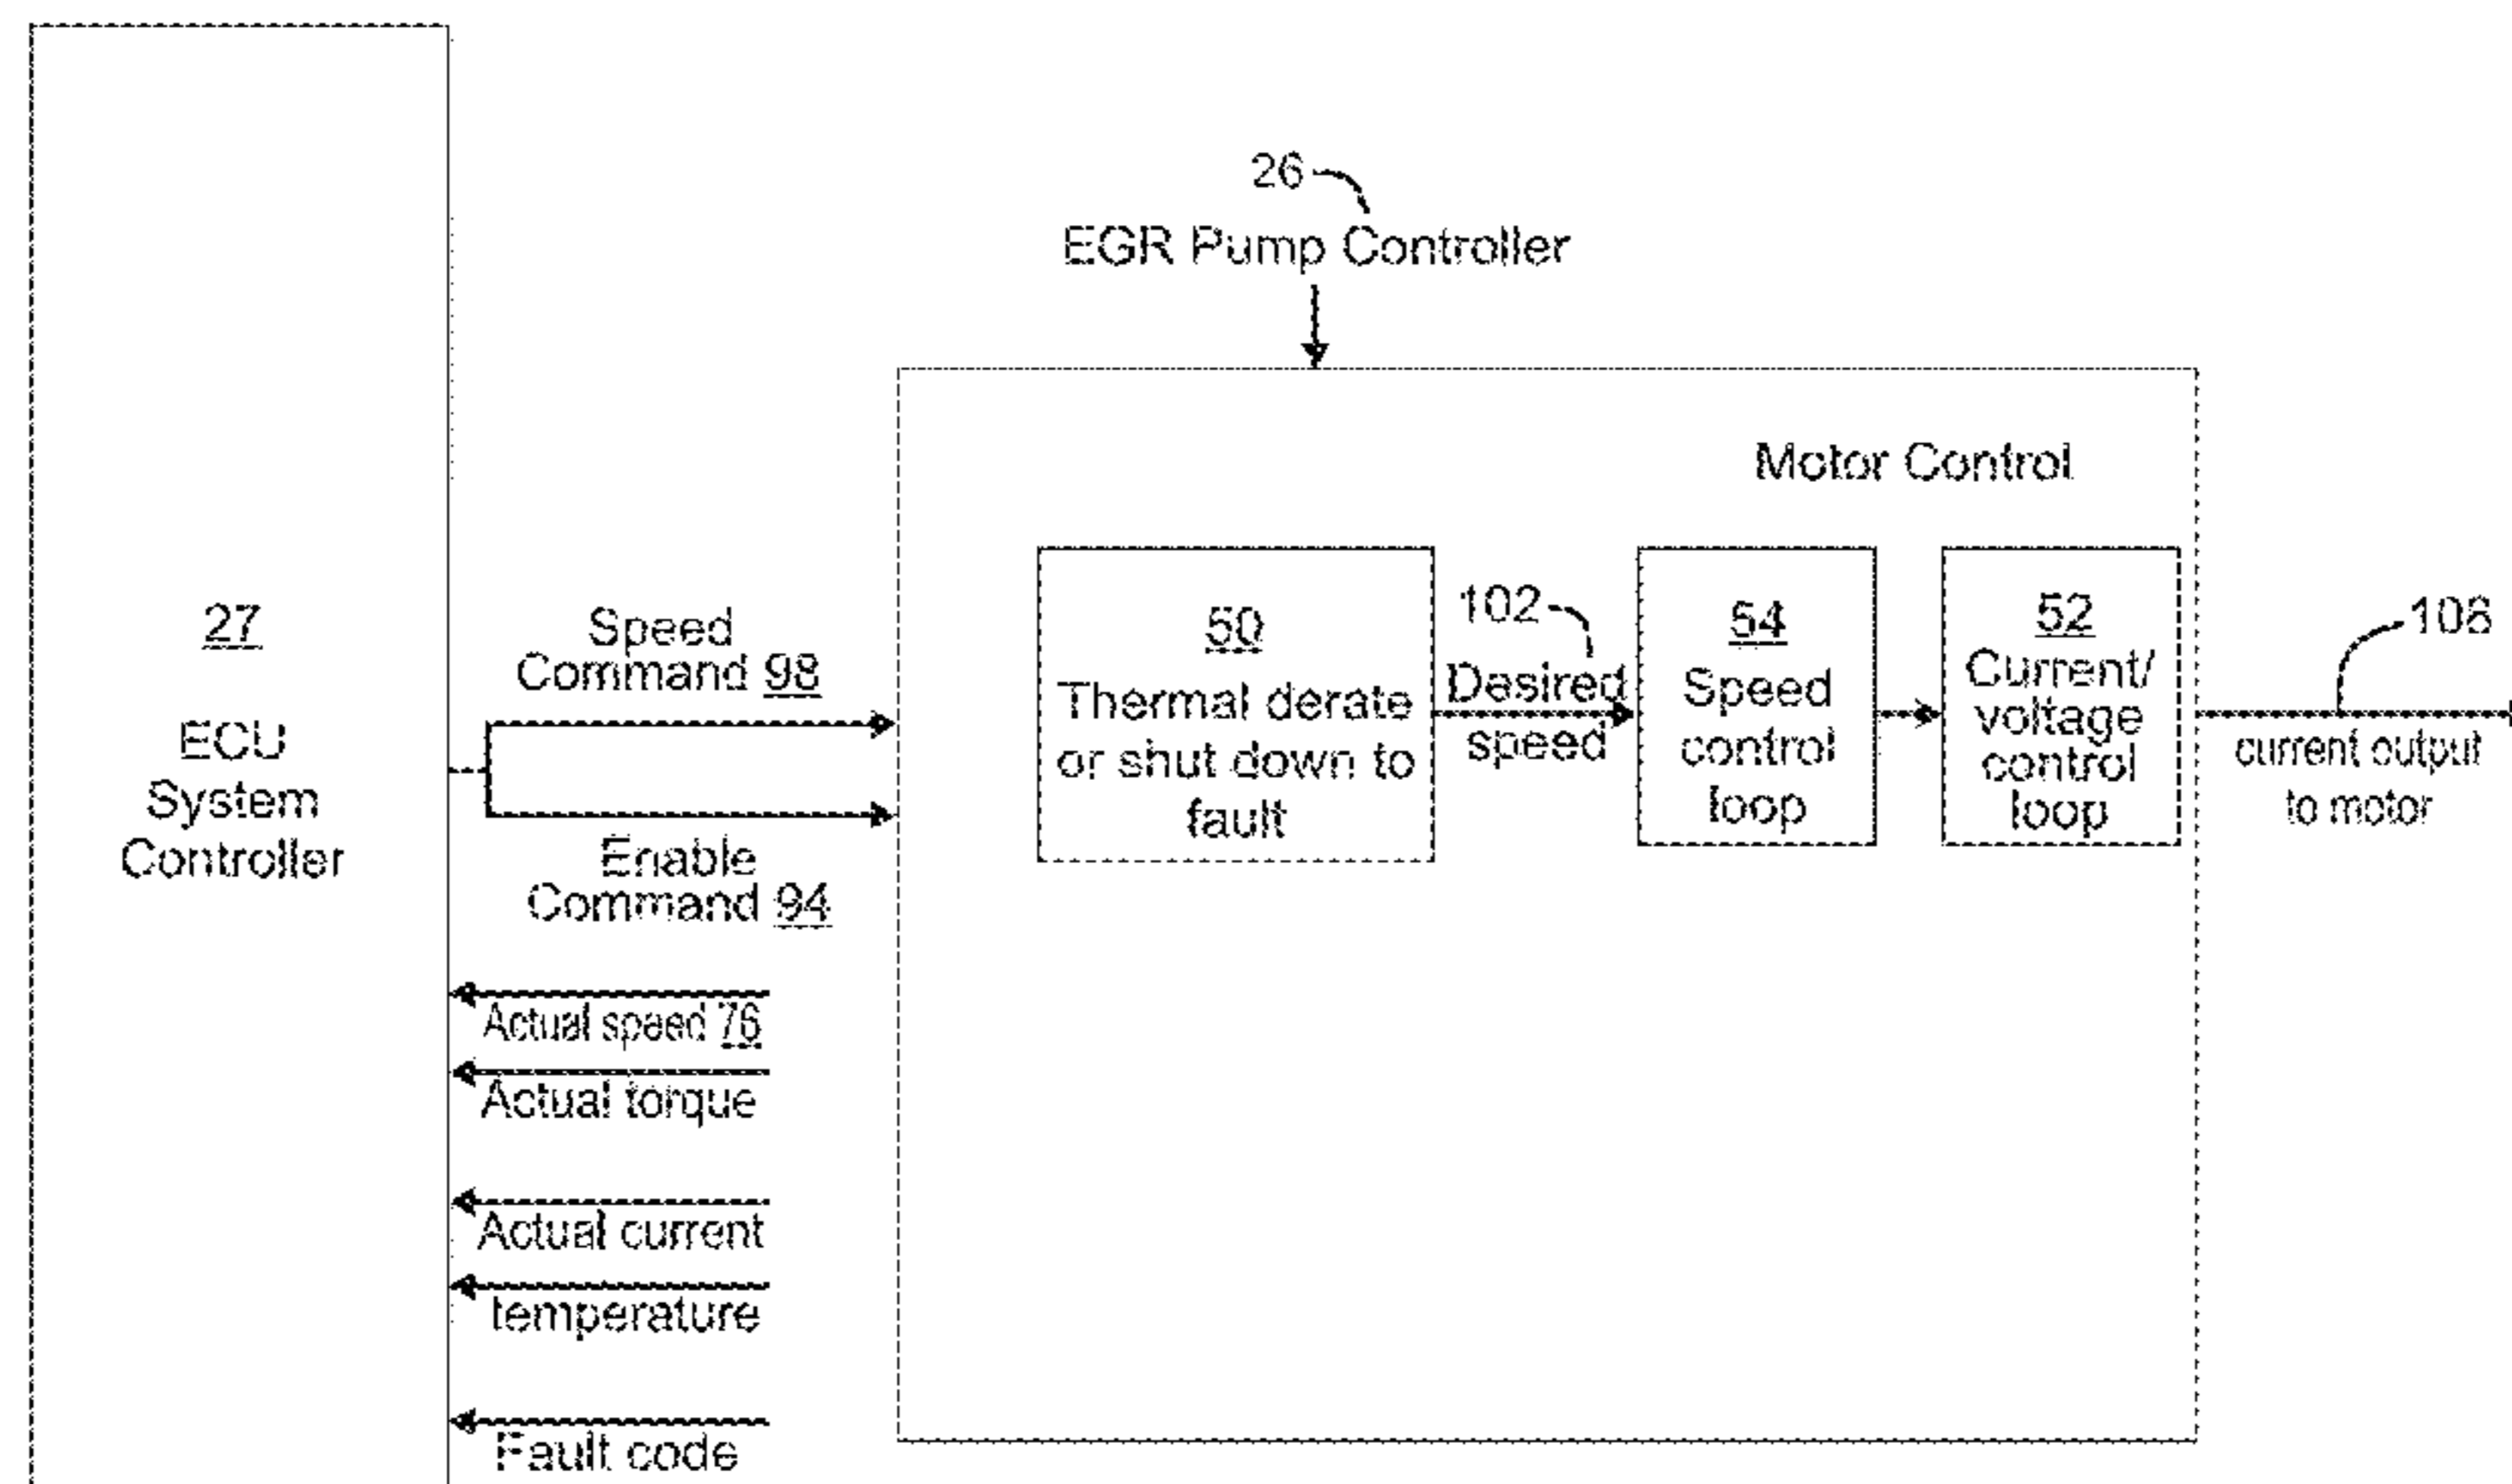 26
EGR Pump Controller
Motor Control
27
ECU
System
Controller
Speed
Command 98
Enable
Command 94
50
Thermal derate
or shut down to
fault
102
Desired
speed
54
Speed
control
loop
52
Current/
voltage
control
loop
108
current output
to motor
Actual speed 76
Actual torque
Actual current
temperature
Fault code